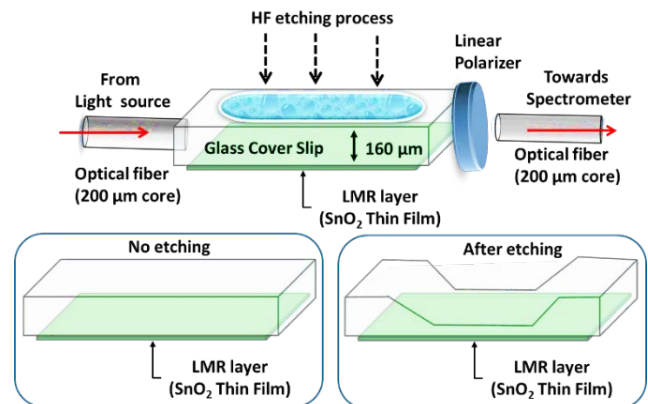 HF etching process
Linear
Polarizer
From
Light source
Towards
Spectrometer
Glass Cover Slip
160 µm
Optical fiber
(200 µm core)
Optical fiber
(200 µm core)
LMR layer
(SnO₂ Thin Film)
No etching
LMR layer
(SnO₂ Thin Film)
After etching
LMR layer
(SnO₂ Thin Film)